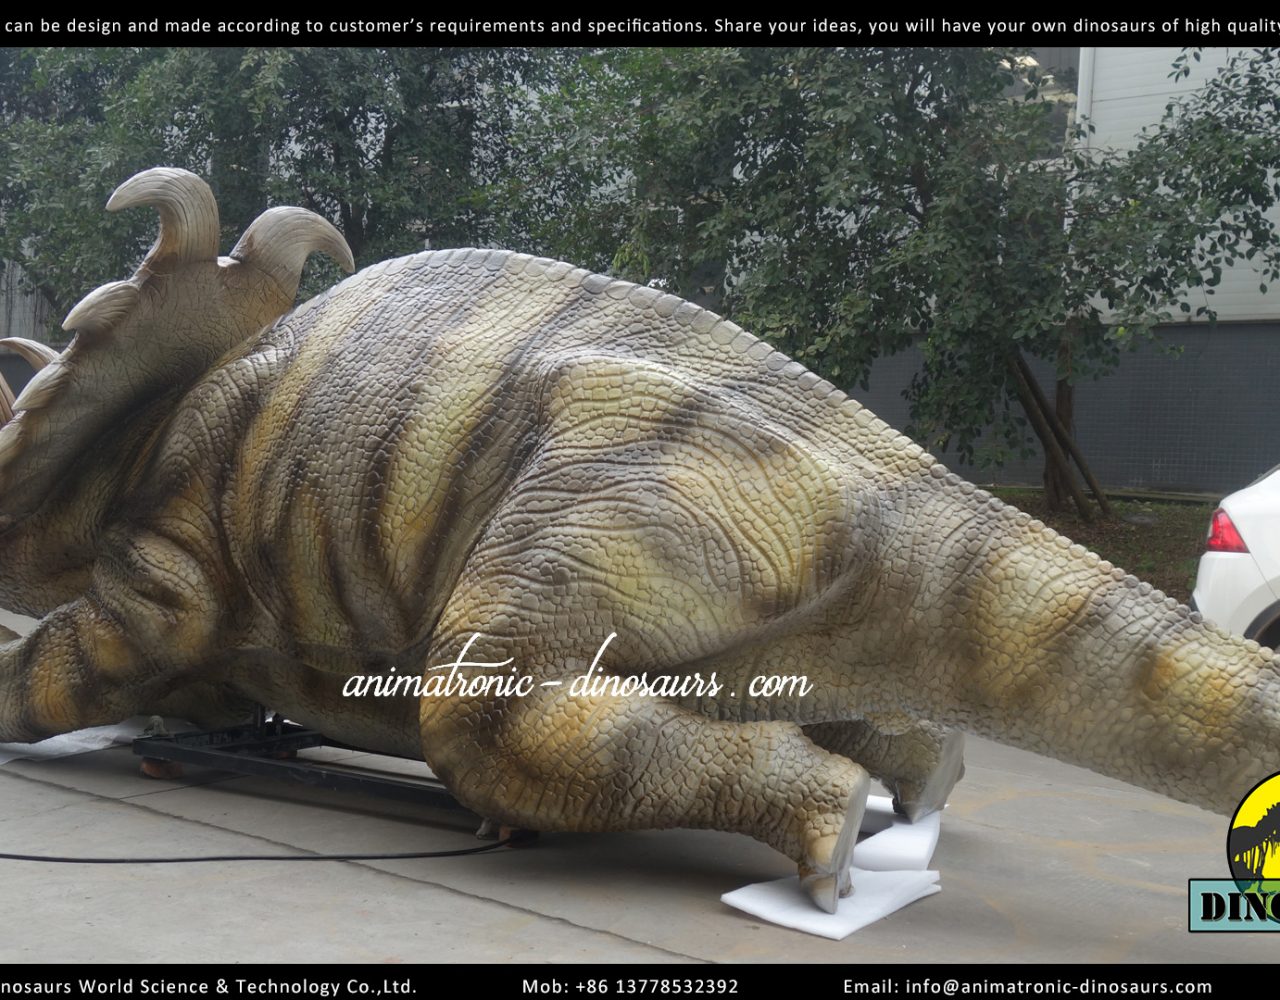 can be design and made according to customer's requirements and specifications. Share your ideas, you will have your own dinosaurs of high quality
animatronic-dinosaurs.com
nosaurs World Science & Technology Co.,Ltd. Mob: +86 13778532392 Email: info@animatronic-dinosaurs.com